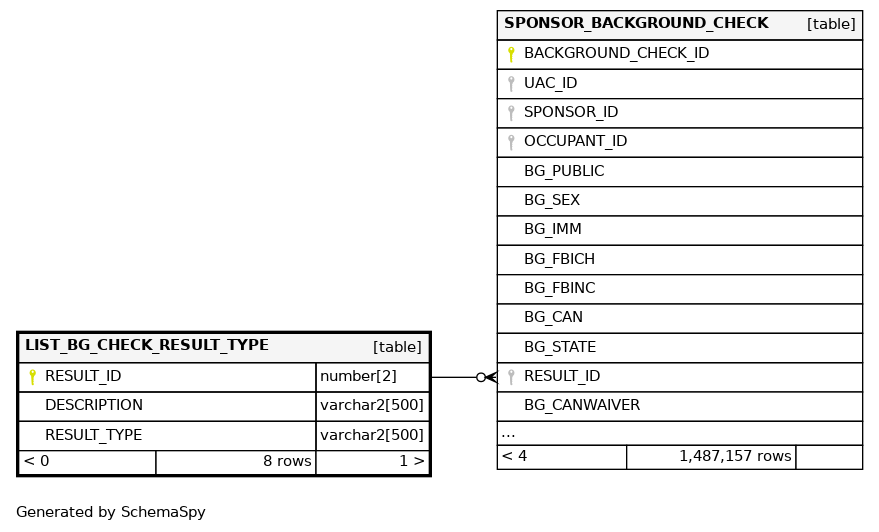 SPONSOR_BACKGROUND_CHECK [table]
BACKGROUND_CHECK_ID
UAC_ID
SPONSOR_ID
OCCUPANT_ID
BG_PUBLIC
BG_SEX
BG_IMM
BG_FBICH
BG_FBINC
BG_CAN
BG_STATE
RESULT_ID
BG_CANWAIVER
...
< 4 1,487,157 rows
LIST_BG_CHECK_RESULT_TYPE [table]
RESULT_ID number[2]
DESCRIPTION varchar2[500]
RESULT_TYPE varchar2[500]
< 0 8 rows 1 >
Generated by SchemaSpy